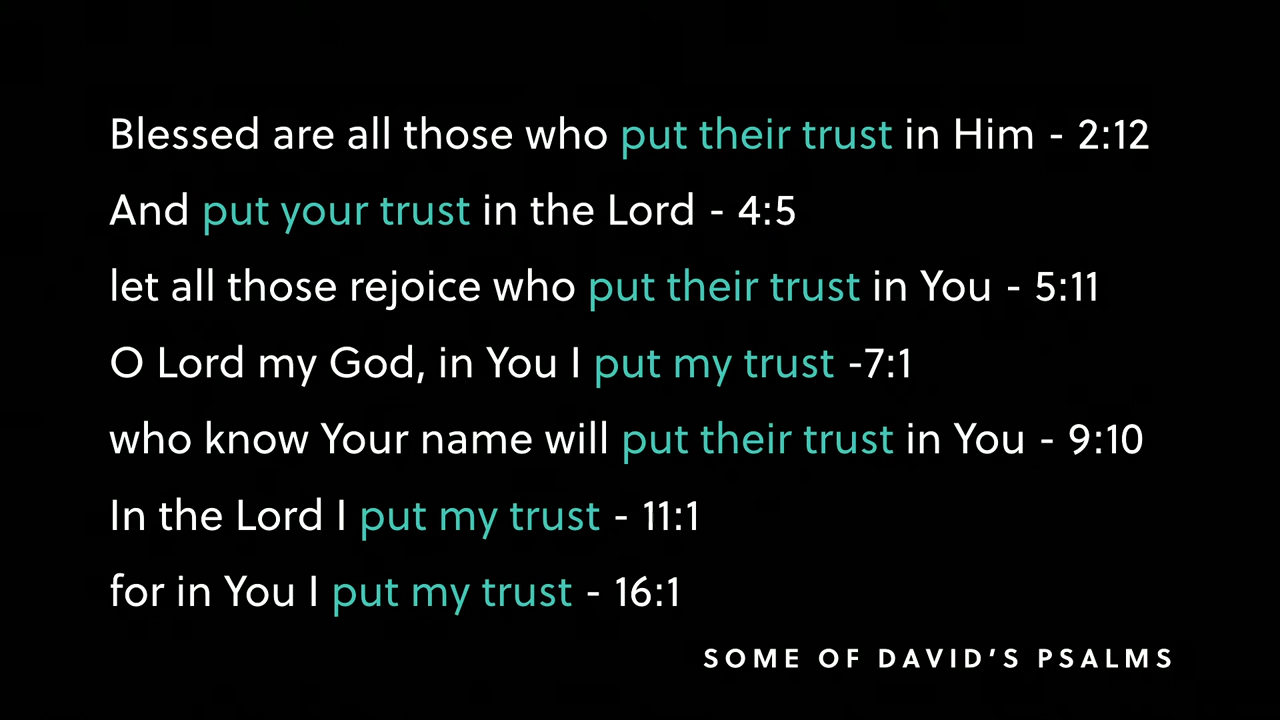 Blessed are all those who put their trust in Him - 2:12
And put your trust in the Lord - 4:5
let all those rejoice who put their trust in You - 5:11
O Lord my God, in You I put my trust -7:1
who know Your name will put their trust in You - 9:10
In the Lord I put my trust - 11:1
for in You I put my trust - 16:1
SOME OF DAVID’S PSALMS